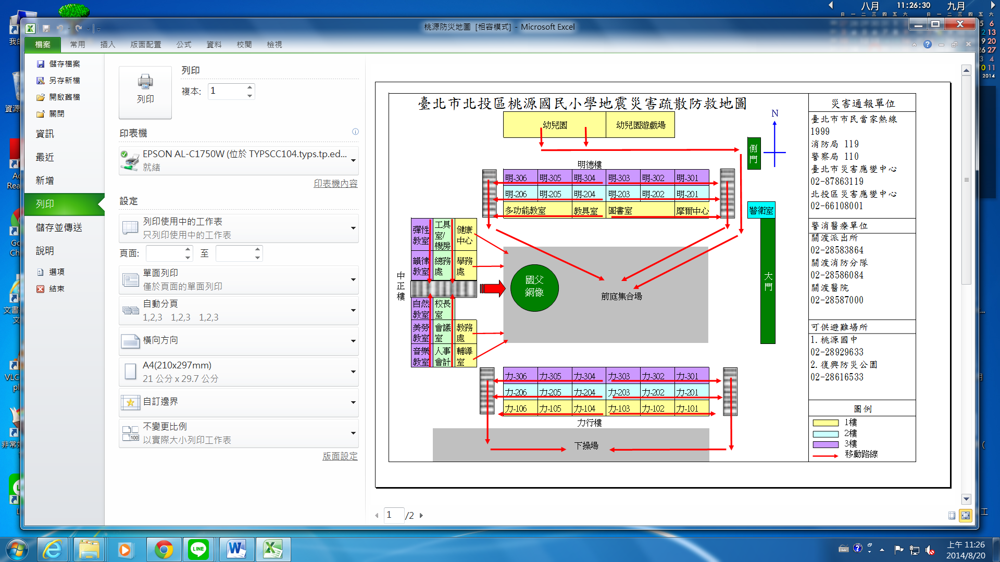 八月 11:26:30 九月
桃源防災地圖 [相容模式] - Microsoft Excel
檔案 常用 插入 版面配置 公式 資料 校閱 檢視
儲存檔案
另存新檔
開啟舊檔
關閉
資訊
最近
新增
列印
儲存並傳送
說明
選項
結束
列印
列印
複本: 1
印表機
EPSON AL-C1750W (位於 TYPSCC104.typs.tp.ed...
就緒
印表機內容
設定
列印使用中的工作表
只列印使用中的工作表
頁面: 至
單面列印
僅於頁面的單面列印
自動分頁
1,2,3 1,2,3 1,2,3
橫向方向
A4(210x297mm)
21 公分 x 29.7 公分
自訂邊界
不變更比例
100
以實際大小列印工作表
版面設定
臺北市北投區桃源國民小學地震災害疏散防救地圖
幼兒園 幼兒園遊戲場
N
側門
明德樓
明-306 明-305 明-304 明-303 明-302 明-301
明-206 明-205 明-204 明-203 明-202 明-201
多功能教室 教具室 圖書室 摩爾中心
警衛室
大門
中正樓
彈性教室 工具室/機房 健康中心
韻律教室 總務處 學務處
自然教室 校長室
美勞教室 會議室 教務處
音樂教室 人事會計 輔導室
國父銅像
前庭集合場
力-306 力-305 力-304 力-303 力-302 力-301
力-206 力-205 力-204 力-203 力-202 力-201
力-106 力-105 力-104 力-103 力-102 力-101
力行樓
下操場
災害通報單位
臺北市市民當家熱線
1999
消防局 119
警察局 110
臺北市災害應變中心
02-87863119
北投區災害應變中心
02-66108001
警消醫療單位
關渡派出所
02-28583864
關渡消防分隊
02-28586084
關渡醫院
02-28587000
可供避難場所
1.桃源國中
02-28929633
2.復興防災公園
02-28616533
圖例
1樓
2樓
3樓
移動路線
1 /2
LINE
上午 11:26
2014/8/20